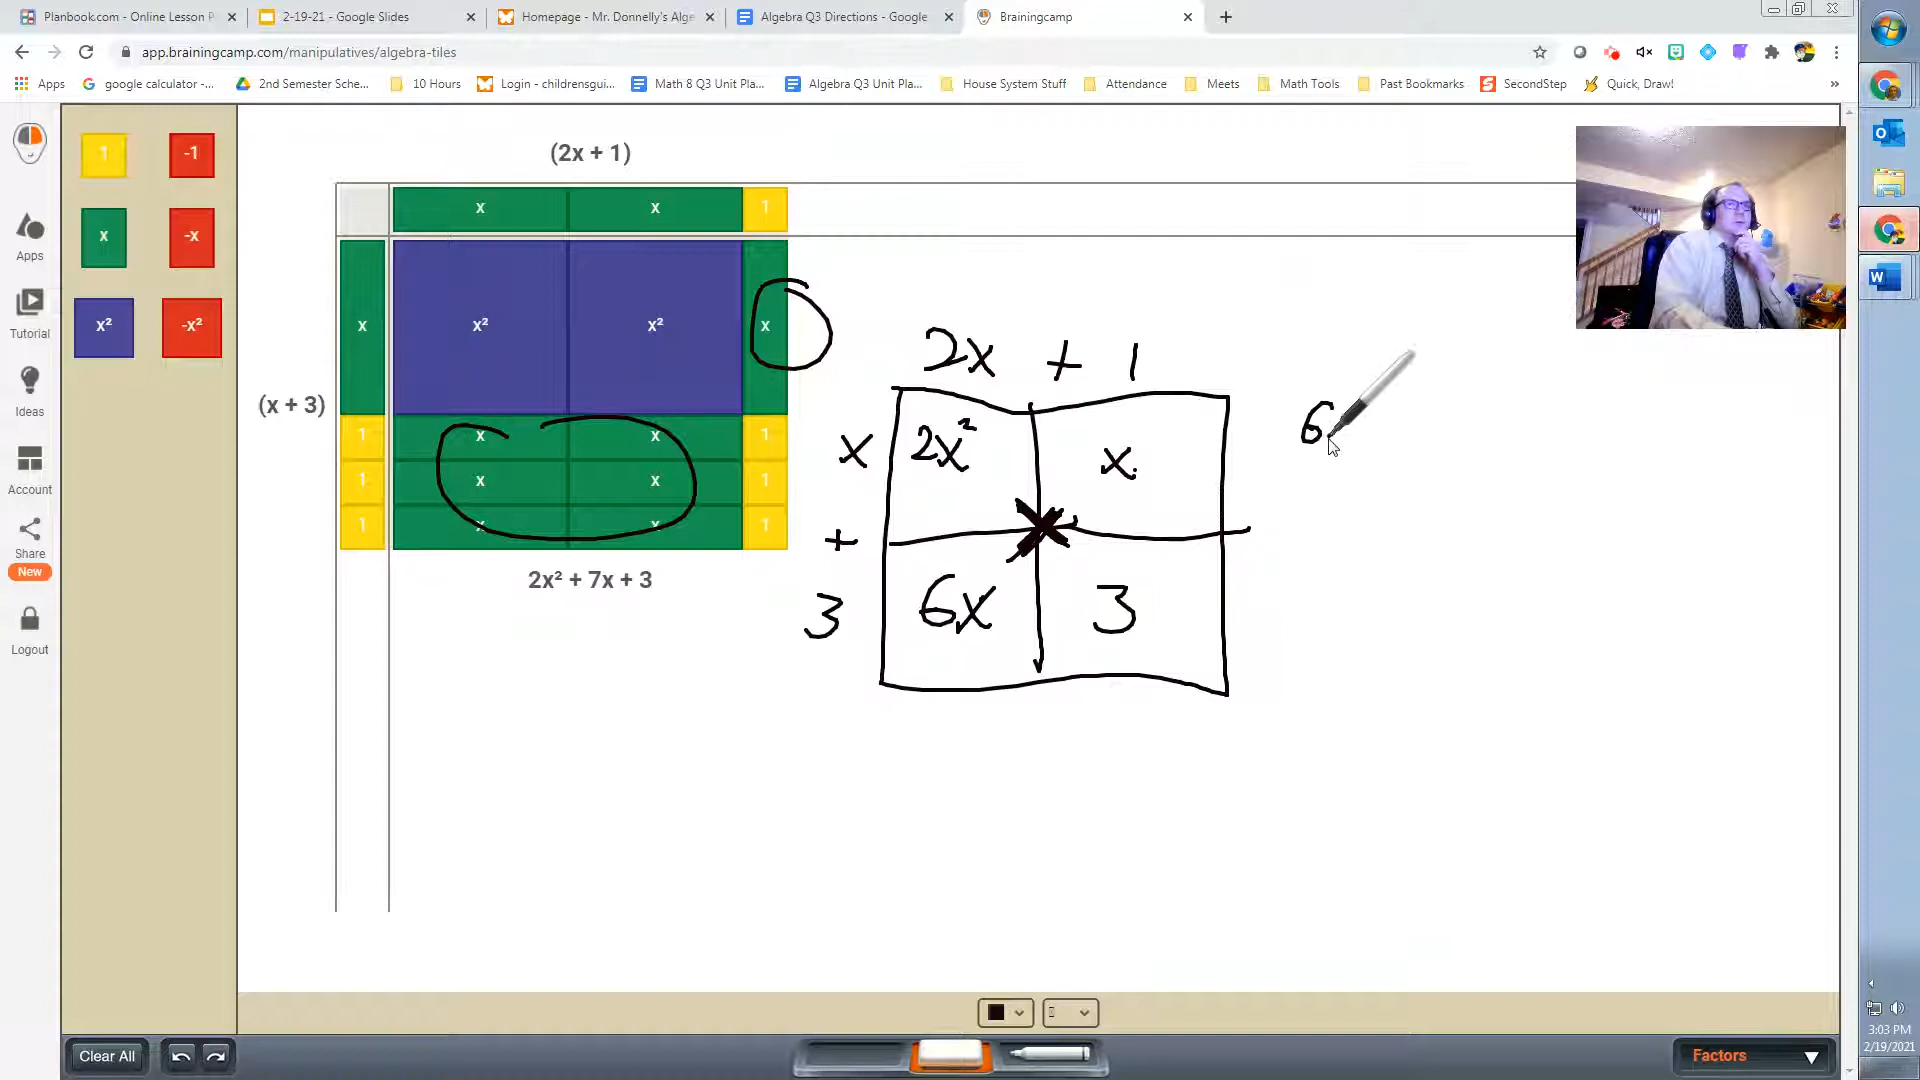 Planbook.com - Online Lesson P
2-19-21 - Google Slides
Homepage - Mr. Donnelly's Alge
Algebra Q3 Directions - Google
Brainingcamp
app.brainingcamp.com/manipulatives/algebra-tiles
Apps
google calculator -...
2nd Semester Sche...
10 Hours
Login - childrensgui...
Math 8 Q3 Unit Pla...
Algebra Q3 Unit Pla...
House System Stuff
Attendance
Meets
Math Tools
Past Bookmarks
SecondStep
Quick, Draw!
»
1
-1
x
-x
x²
-x²
Apps
Tutorial
Ideas
Account
Share
New
Logout
(2x + 1)
x x 1
(x + 3)
x x² x² x
1 x x 1
1 x x 1
1 x x 1
2x² + 7x + 3
2x + 1
x 2x² x
+
3 6x 3
6
Clear All
Factors
3:03 PM
2/19/2021